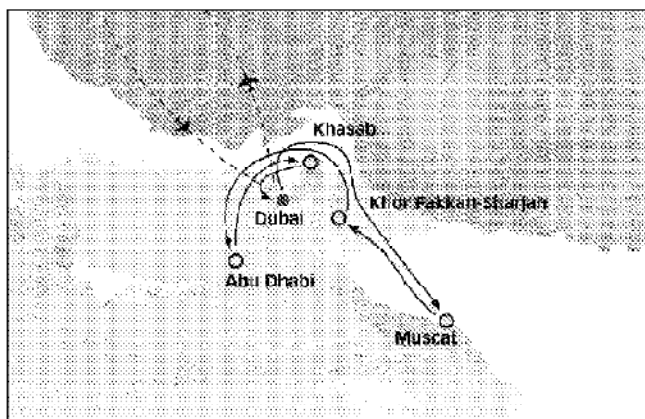 Khasab
Khor Fakkan-Sharjah
Dubai
Abu Dhabi
Muscat